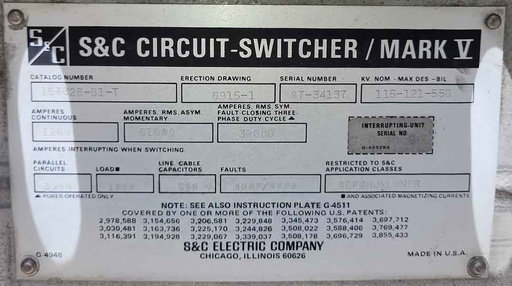 S&C S&C CIRCUIT-SWITCHER / MARK V
CATALOG NUMBER ERECTION DRAWING SERIAL NUMBER KV. NOM - MAX DES - BIL
6915-1 87-34137 115-121-550
AMPERES CONTINUOUS AMPERES, RMS, ASYM. MOMENTARY AMPERES, RMS, SYM. FAULT CLOSING THREE-PHASE DUTY CYCLE▲
1200 61000 30000
INTERRUPTING-UNIT
SERIAL NO
AMPERES INTERRUPTING WHEN SWITCHING:
PARALLEL CIRCUITS LOAD■ LINE CABLE CAPACITORS FAULTS RESTRICTED TO S&C APPLICATION CLASSES
▲POWER OPERATED ONLY ■AND ASSOCIATED MAGNETIZING CURRENTS
NOTE: SEE ALSO INSTRUCTION PLATE G-4511
COVERED BY ONE OR MORE OF THE FOLLOWING U.S. PATENTS:
2,978,588 3,154,656 3,206,581 3,229,848 3,345,473 3,576,414 3,697,712
3,030,481 3,163,736 3,225,170 3,244,826 3,508,022 3,588,406 3,769,477
3,116,391 3,194,928 3,229,067 3,339,037 3,508,178 3,696,729 3,855,433
S&C ELECTRIC COMPANY
G-4948 CHICAGO, ILLINOIS 60626 MADE IN U.S.A.